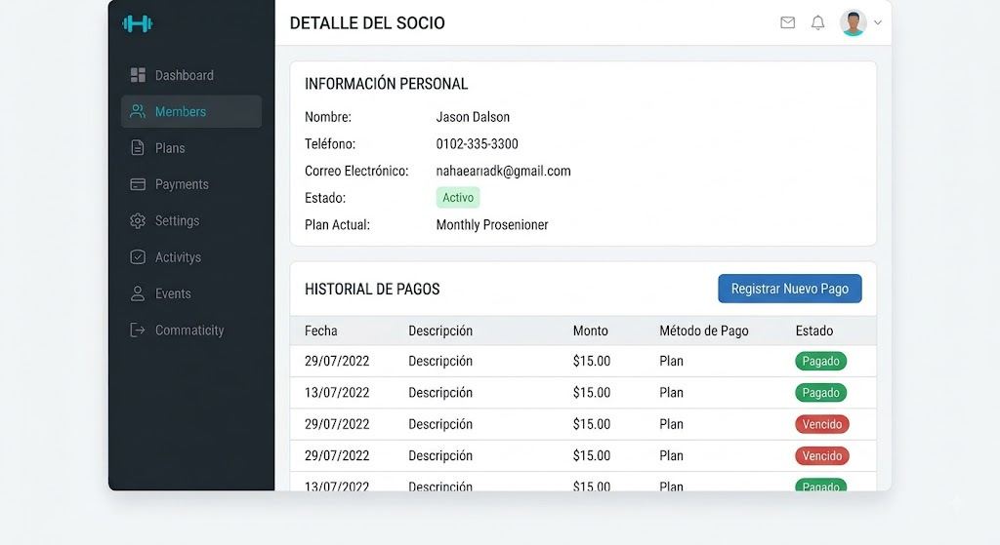 DETALLE DEL SOCIO
Dashboard
Members
Plans
Payments
Settings
Activitys
Events
Commaticity
INFORMACIÓN PERSONAL
Nombre: Jason Dalson
Teléfono: 0102-335-3300
Correo Electrónico:
Estado: Activo
Plan Actual: Monthly Prosenioner
HISTORIAL DE PAGOS
Registrar Nuevo Pago
Fecha Descripción Monto Método de Pago Estado
29/07/2022 Descripción $15.00 Plan Pagado
13/07/2022 Descripción $15.00 Plan Pagado
29/07/2022 Descripción $15.00 Plan Vencido
29/07/2022 Descripción $15.00 Plan Vencido
13/07/2022 Descripción $15.00 Plan Pagado